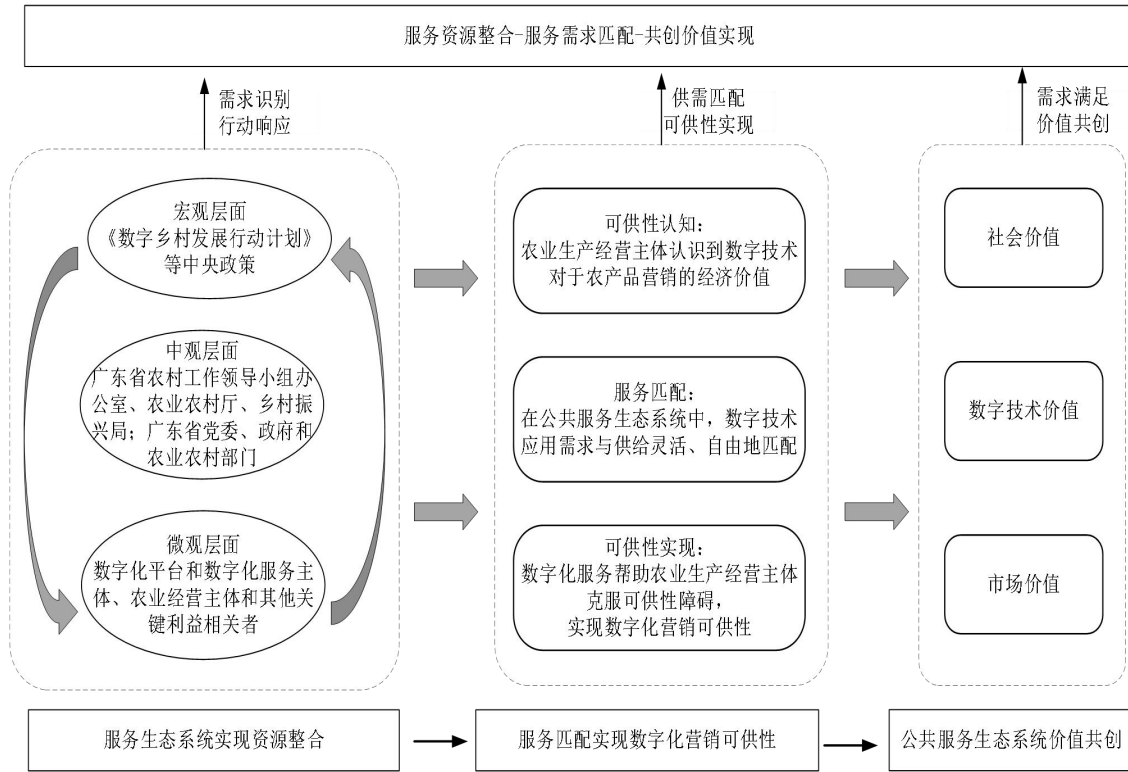 服务资源整合-服务需求匹配-共创价值实现
需求识别
行动响应
供需匹配
可供性实现
需求满足
价值共创
宏观层面
《数字乡村发展行动计划》
等中央政策
中观层面
广东省农村工作领导小组办
公室、农业农村厅、乡村振
兴局；广东省党委、政府和
农业农村部门
微观层面
数字化平台和数字化服务主
体、农业经营主体和其他关
键利益相关者
可供性认知：
农业生产经营主体认识到数字技术
对于农产品营销的经济价值
服务匹配：
在公共服务生态系统中，数字技术
应用需求与供给灵活、自由地匹配
可供性实现：
数字化服务帮助农业生产经营主体
克服可供性障碍，
实现数字化营销可供性
社会价值
数字技术价值
市场价值
服务生态系统实现资源整合
服务匹配实现数字化营销可供性
公共服务生态系统价值共创